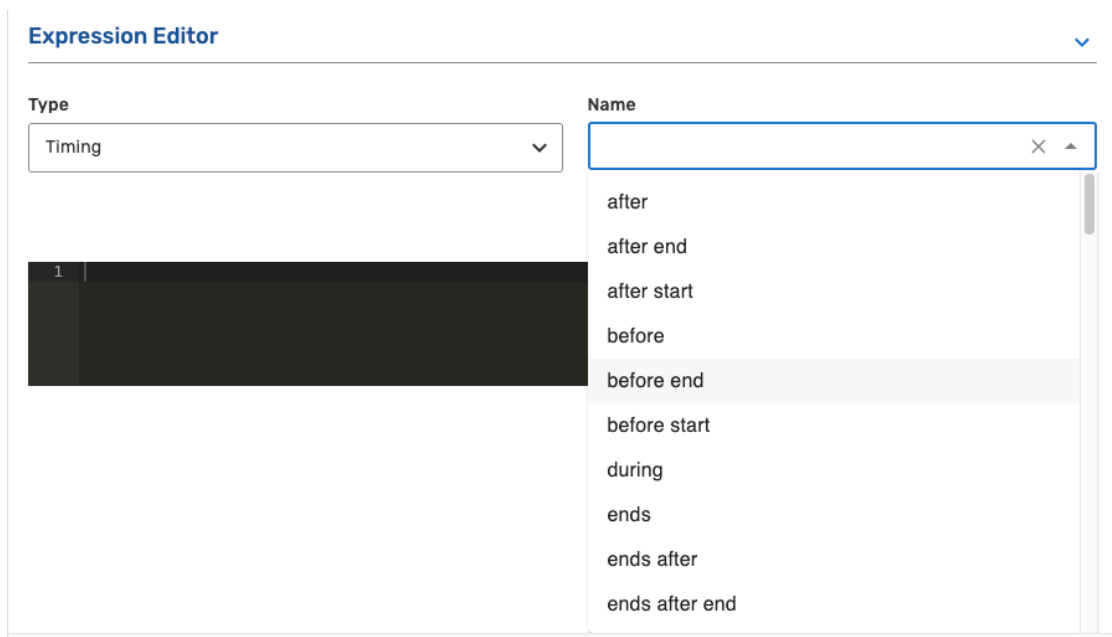 Expression Editor
Type
Name
Timing
after
after end
after start
1
before
before end
before start
during
ends
ends after
ends after end